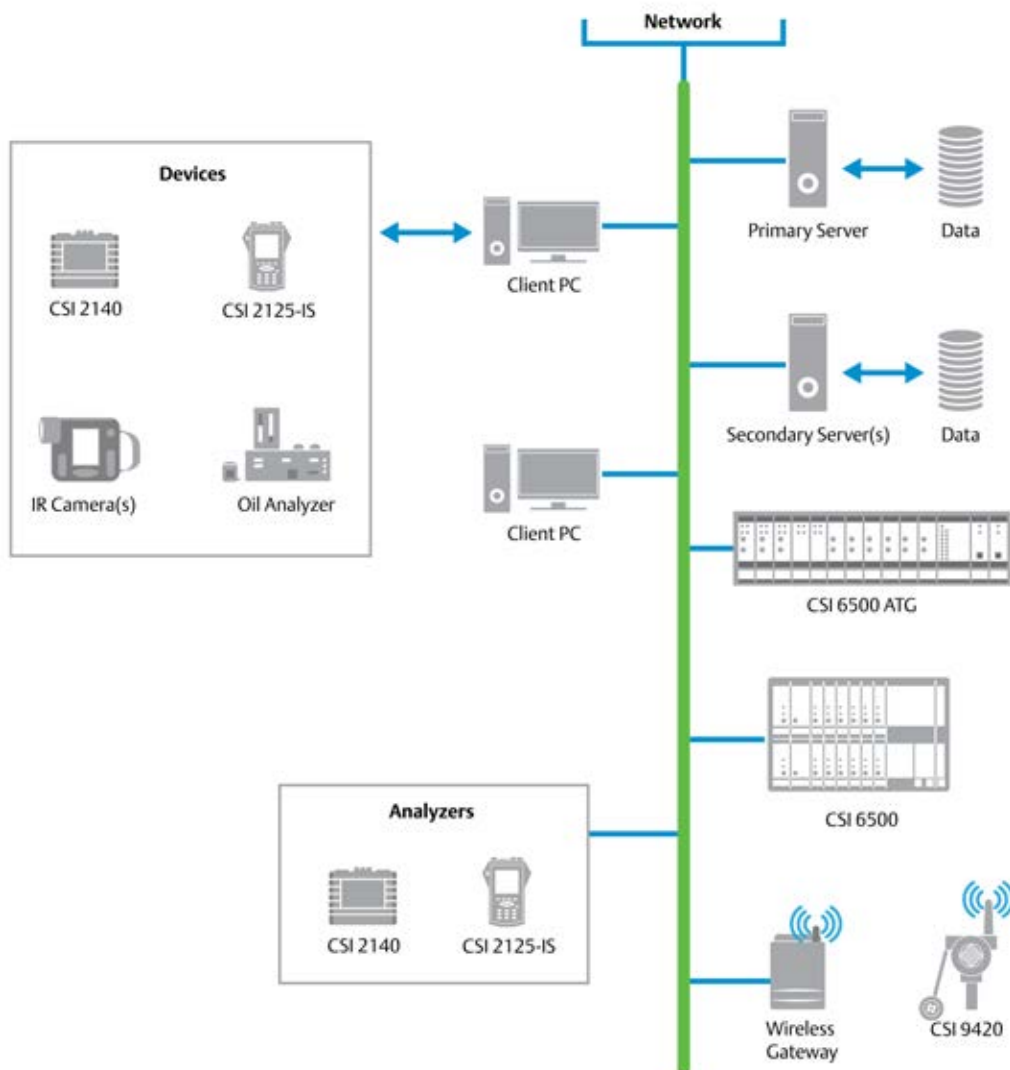 Network
Devices
CSI 2140
CSI 2125-IS
IR Camera(s)
Oil Analyzer
Client PC
Client PC
Primary Server
Data
Secondary Server(s)
Data
CSI 6500 ATG
CSI 6500
Analyzers
CSI 2140
CSI 2125-IS
Wireless
Gateway
CSI 9420